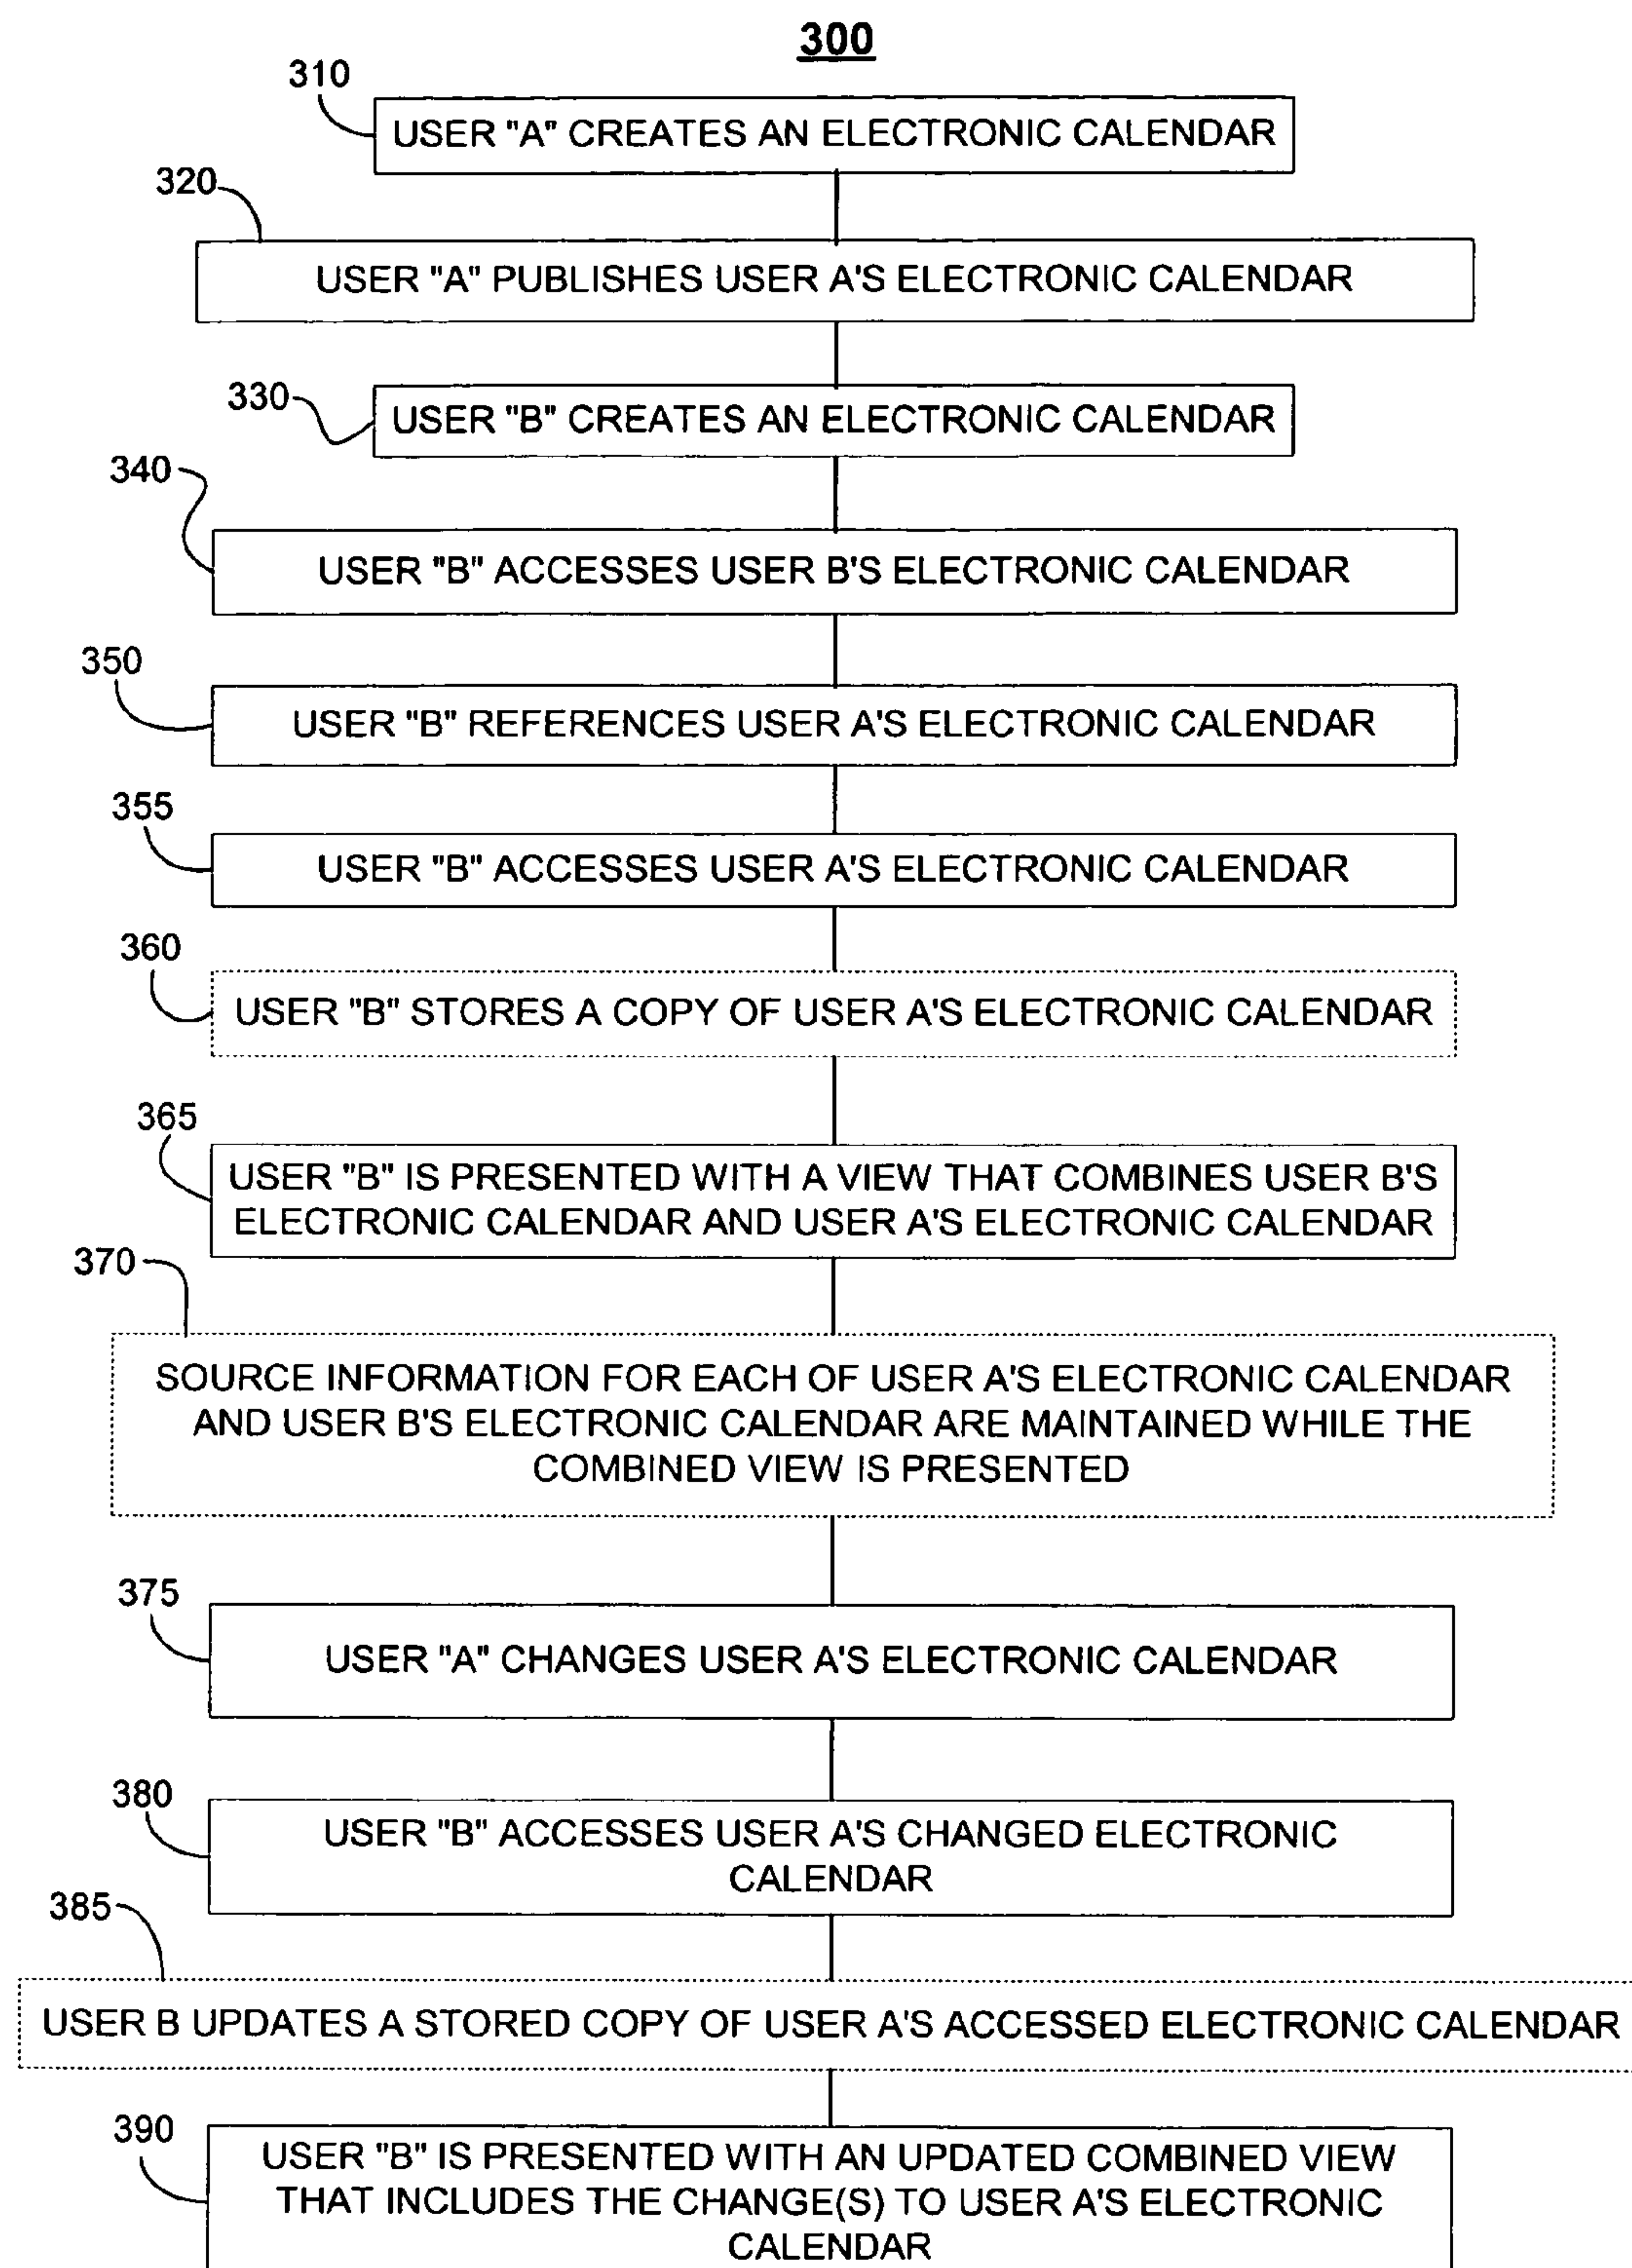 300
310
USER "A" CREATES AN ELECTRONIC CALENDAR
320
USER "A" PUBLISHES USER A'S ELECTRONIC CALENDAR
330
USER "B" CREATES AN ELECTRONIC CALENDAR
340
USER "B" ACCESSES USER B'S ELECTRONIC CALENDAR
350
USER "B" REFERENCES USER A'S ELECTRONIC CALENDAR
355
USER "B" ACCESSES USER A'S ELECTRONIC CALENDAR
360
USER "B" STORES A COPY OF USER A'S ELECTRONIC CALENDAR
365
USER "B" IS PRESENTED WITH A VIEW THAT COMBINES USER B'S
ELECTRONIC CALENDAR AND USER A'S ELECTRONIC CALENDAR
370
SOURCE INFORMATION FOR EACH OF USER A'S ELECTRONIC CALENDAR
AND USER B'S ELECTRONIC CALENDAR ARE MAINTAINED WHILE THE
COMBINED VIEW IS PRESENTED
375
USER "A" CHANGES USER A'S ELECTRONIC CALENDAR
380
USER "B" ACCESSES USER A'S CHANGED ELECTRONIC
CALENDAR
385
USER B UPDATES A STORED COPY OF USER A'S ACCESSED ELECTRONIC CALENDAR
390
USER "B" IS PRESENTED WITH AN UPDATED COMBINED VIEW
THAT INCLUDES THE CHANGE(S) TO USER A'S ELECTRONIC
CALENDAR